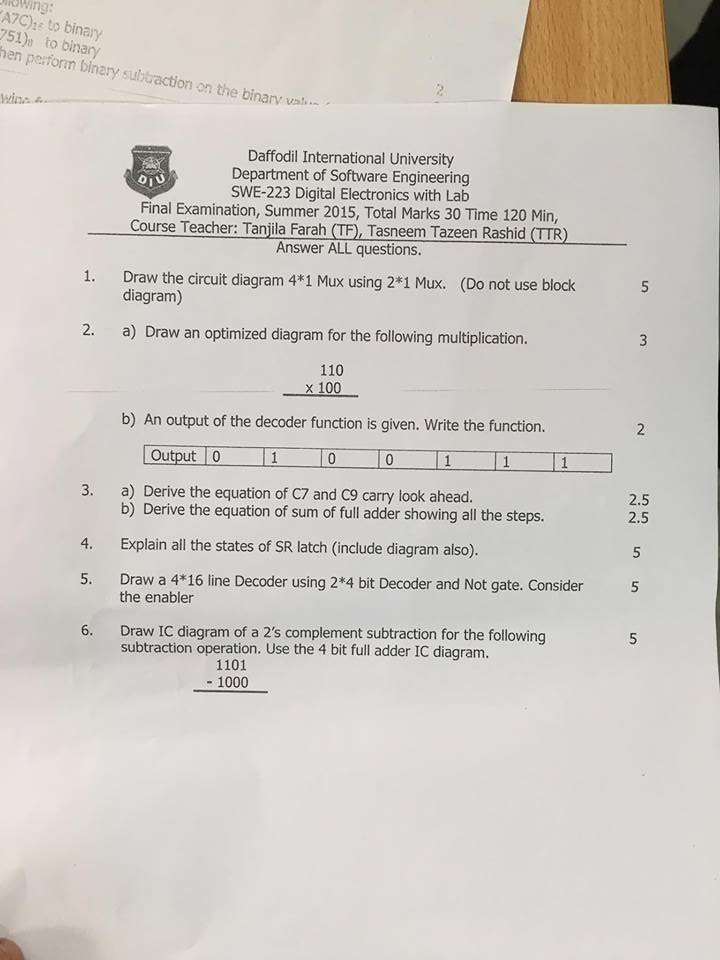 A7C)₁₆ to binary
751)₈ to binary
hen perform binary subtraction on the binary
2
DIU
Daffodil International University
Department of Software Engineering
SWE-223 Digital Electronics with Lab
Final Examination, Summer 2015, Total Marks 30 Time 120 Min,
Course Teacher: Tanjila Farah (TF), Tasneem Tazeen Rashid (TTR)
Answer ALL questions.
1. Draw the circuit diagram 4*1 Mux using 2*1 Mux. (Do not use block 5
diagram)
2. a) Draw an optimized diagram for the following multiplication. 3
110
x 100
b) An output of the decoder function is given. Write the function. 2
Output 0 1 0 0 1 1 1
3. a) Derive the equation of C7 and C9 carry look ahead. 2.5
b) Derive the equation of sum of full adder showing all the steps. 2.5
4. Explain all the states of SR latch (include diagram also). 5
5. Draw a 4*16 line Decoder using 2*4 bit Decoder and Not gate. Consider 5
the enabler
6. Draw IC diagram of a 2's complement subtraction for the following 5
subtraction operation. Use the 4 bit full adder IC diagram.
1101
- 1000